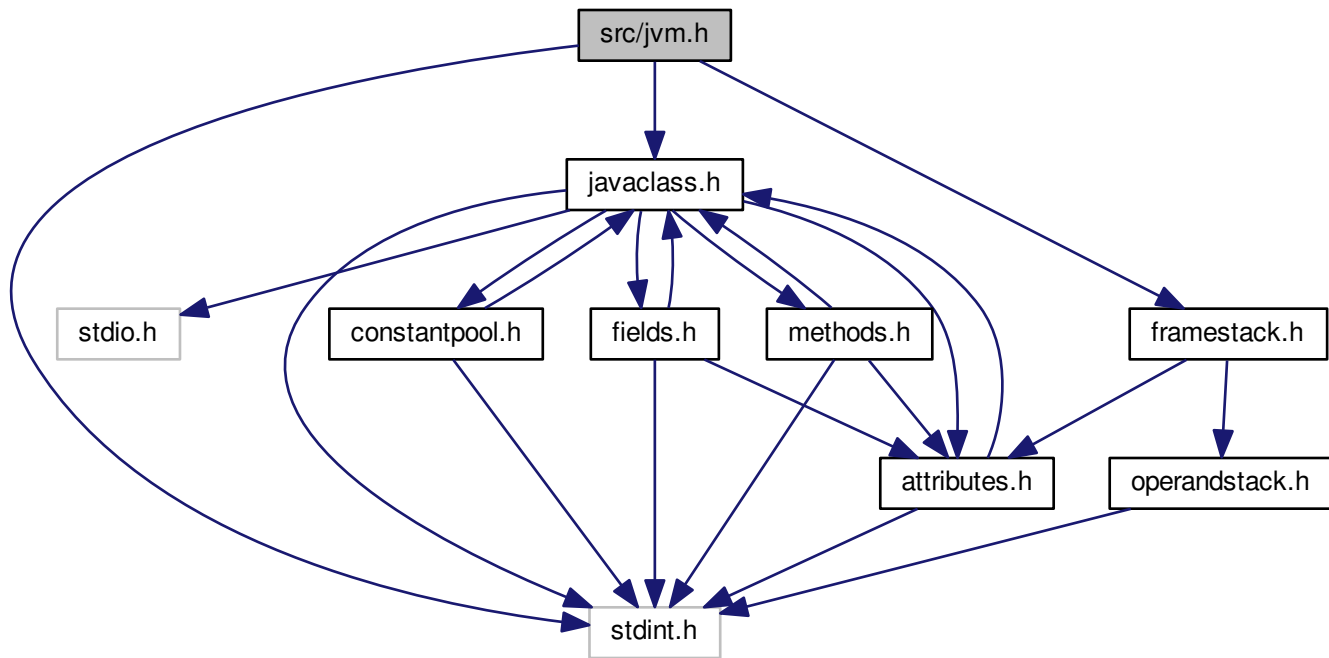 src/jvm.h
javaclass.h
stdio.h
constantpool.h
fields.h
methods.h
framestack.h
attributes.h
operandstack.h
stdint.h